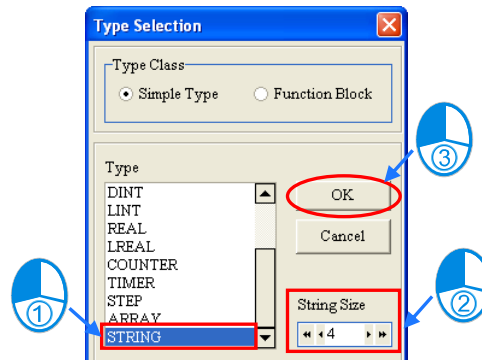 Type Selection
Type Class
Simple Type
Function Block
Type
DINT
LINT
REAL
LREAL
COUNTER
TIMER
STEP
ARRAY
STRING
OK
Cancel
String Size
4
①
②
③